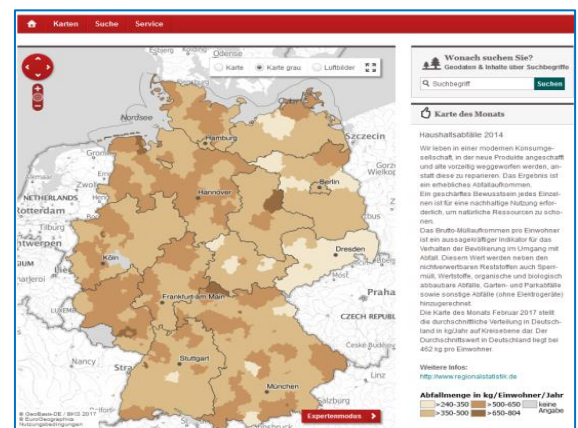 Karten Suche Service
Esbjerg Kolding Odense
Karte Karte grau Luftbilder
Nordsee
Hamburg
Szczecin
Berlin
Hannover
NETHERLANDS
Rotterdam
Tilburg
Köln
Dresden
Frankfurt am Main
Praha
CZECH REPUBL
České Budějov
Nancy
Stuttgart
Linz
München
Salzburg
Expertenmodus
© GeoBasis-DE / BKG 2017
© EuroGeographics
Nutzungsbedingungen
Wonach suchen Sie?
Geodaten & Inhalte über Suchbegriffe
Suchbegriff Suchen
Karte des Monats
Haushaltsabfälle 2014
Wir leben in einer modernen Konsumge-
sellschaft, in der neue Produkte angeschafft
und alte vorzeitig weggeworfen werden, an-
statt diese zu reparieren. Das Ergebnis ist
ein erhebliches Abfallaufkommen.
Ein geschärftes Bewusstsein jedes Einzel-
nen ist für eine nachhaltige Nutzung erfor-
derlich, um natürliche Ressourcen zu scho-
nen.
Das Brutto-Müllaufkommen pro Einwohner
ist ein aussagekräftiger Indikator für das
Verhalten der Bevölkerung im Umgang mit
Abfall. Diesem Wert werden neben den
nichtverwertbaren Reststoffen auch Sperr-
müll, Wertstoffe, organische und biologisch
abbaubare Abfälle, Garten- und Parkabfälle
sowie sonstige Abfälle (ohne Elektrogeräte)
hinzugerechnet.
Die Karte des Monats Februar 2017 stellt
die durchschnittliche Verteilung in Deutsch-
land in kg/Jahr auf Kreisebene dar. Der
Durchschnittswert in Deutschland liegt bei
462 kg pro Einwohner.
Weitere Infos:
http://www.regionalstatistik.de
Abfallmenge in kg/Einwohner/Jahr
>240-350 >500-650 keine
>350-500 >650-804 Angabe